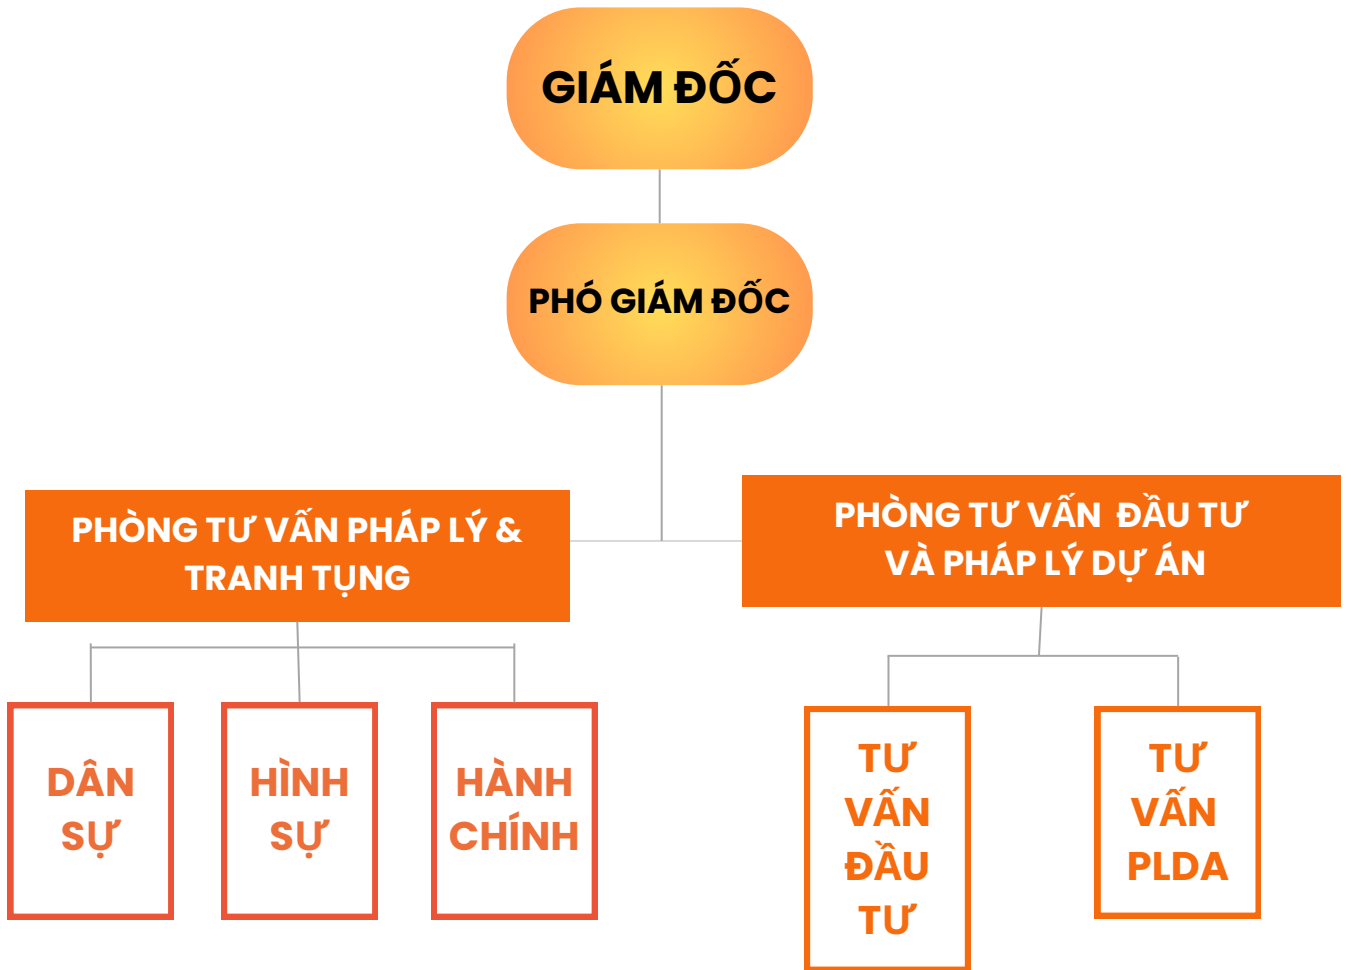 GIÁM ĐỐC
PHÓ GIÁM ĐỐC
PHÒNG TƯ VẤN PHÁP LÝ &
TRANH TỤNG
PHÒNG TƯ VẤN ĐẦU TƯ
VÀ PHÁP LÝ DỰ ÁN
DÂN
SỰ
HÌNH
SỰ
HÀNH
CHÍNH
TƯ
VẤN
ĐẦU
TƯ
TƯ
VẤN
PLDA